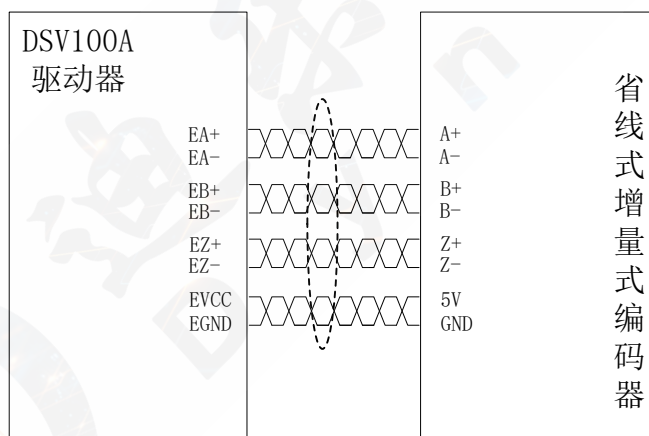 DSV100A
驱动器
EA+
EA-
EB+
EB-
EZ+
EZ-
EVCC
EGND
A+
A-
B+
B-
Z+
Z-
5V
GND
省线式增量式编码器